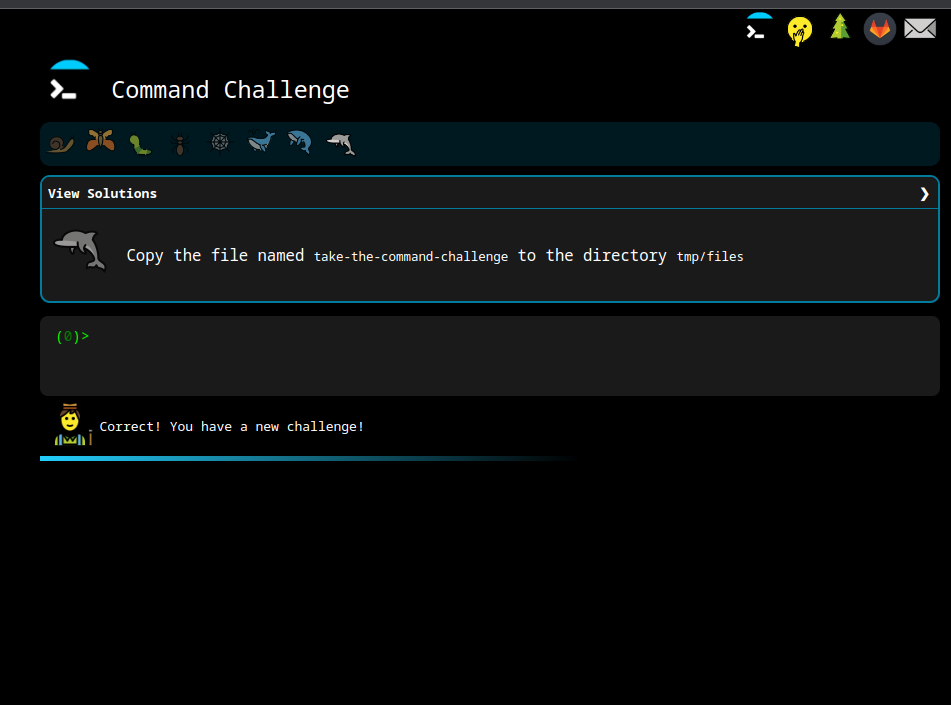 Command Challenge
View Solutions
Copy the file named take-the-command-challenge to the directory tmp/files
(0)>
Correct! You have a new challenge!